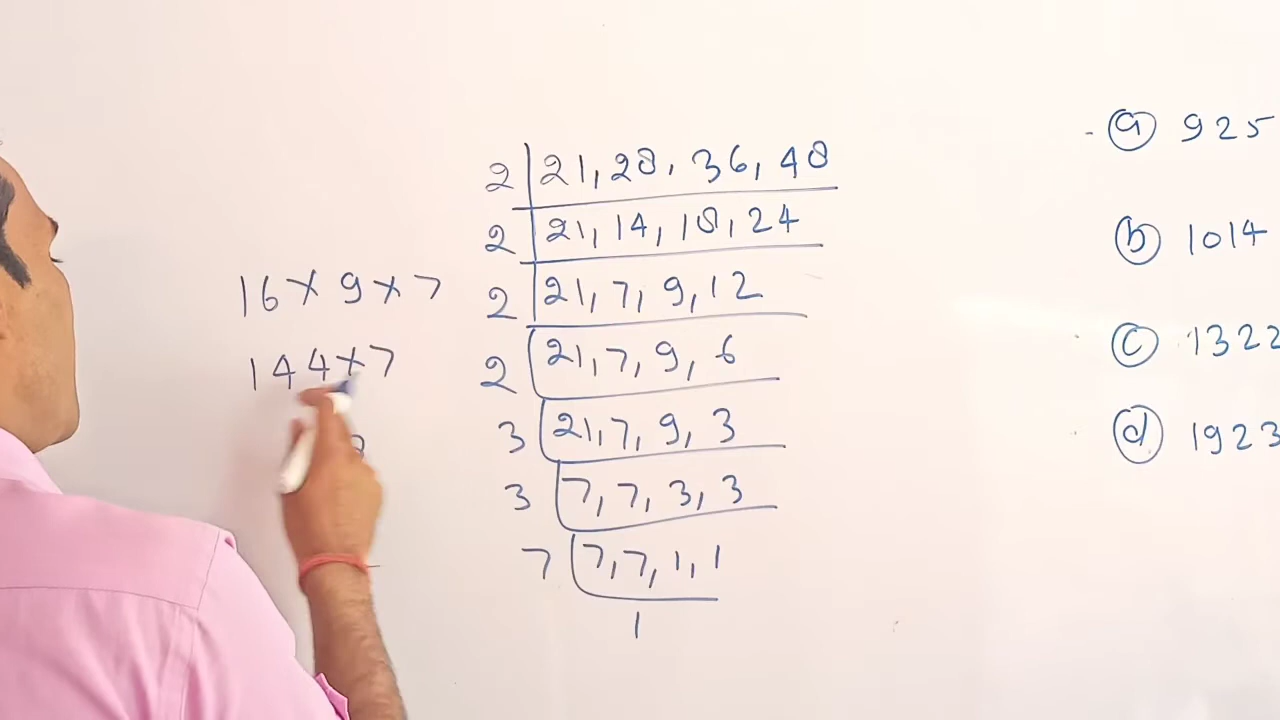 16 × 9 × 7
144 × 7
2 | 21, 28, 36, 48
2 | 21, 14, 18, 24
2 | 21, 7, 9, 12
2 | 21, 7, 9, 6
3 | 21, 7, 9, 3
3 | 7, 7, 3, 3
7 | 7, 7, 1, 1
1
a 925
b 1014
c 1322
d 1923